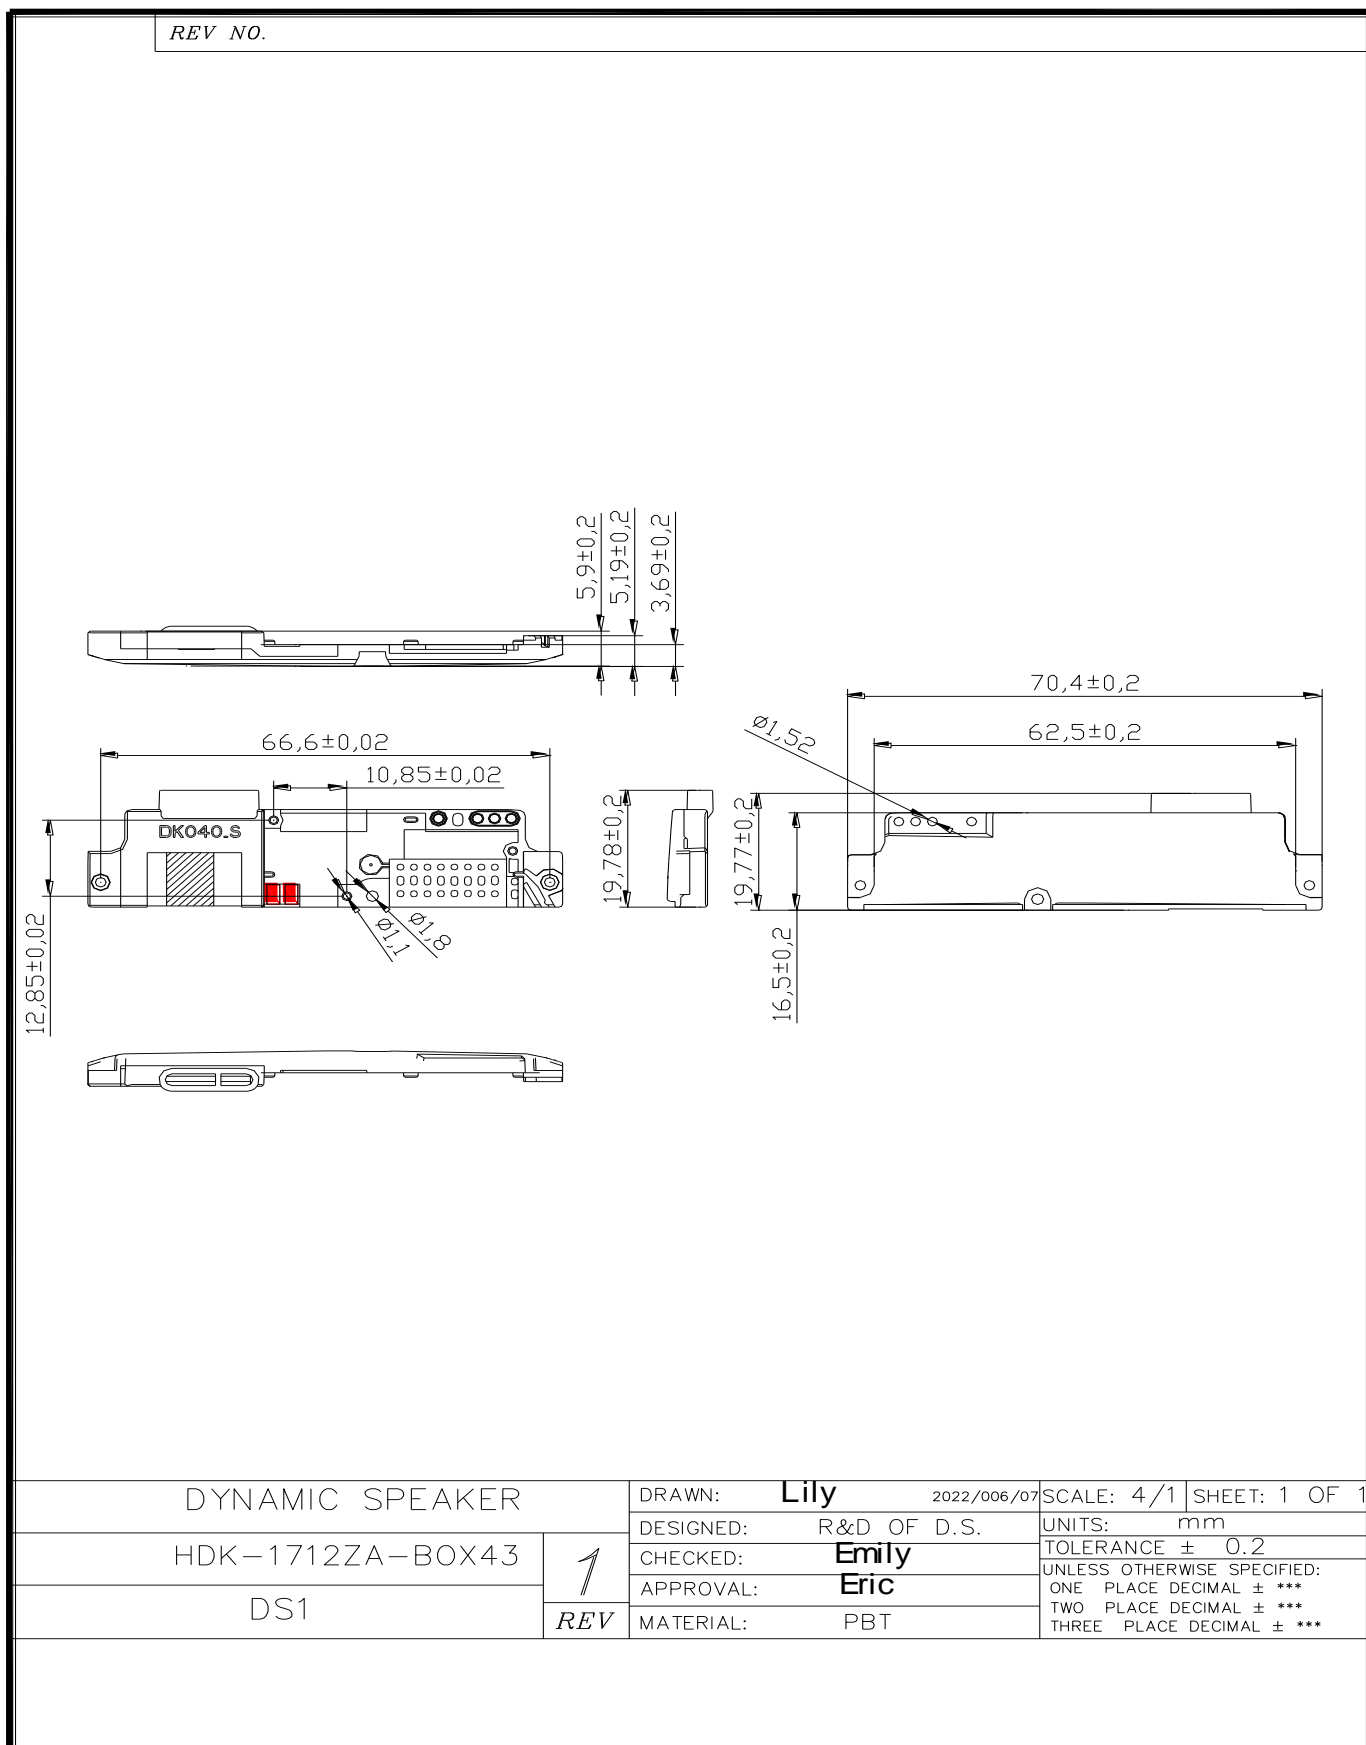 REV NO.
5,9±0,2
5,19±0,2
3,69±0,2
70,4±0,2
62,5±0,2
ø1,52
66,6±0,02
10,85±0,02
DK040_S
19,78±0,2
19,77±0,2
16,5±0,2
12,85±0,02
ø1,1
ø1,8
DYNAMIC SPEAKER
HDK-1712ZA-BOX43
DS1
1
REV
DRAWN: Lily 2022/006/07
DESIGNED: R&D OF D.S.
CHECKED: Emily
APPROVAL: Eric
MATERIAL: PBT
SCALE: 4/1 SHEET: 1 OF 1
UNITS: mm
TOLERANCE ± 0.2
UNLESS OTHERWISE SPECIFIED:
ONE PLACE DECIMAL ± ***
TWO PLACE DECIMAL ± ***
THREE PLACE DECIMAL ± ***